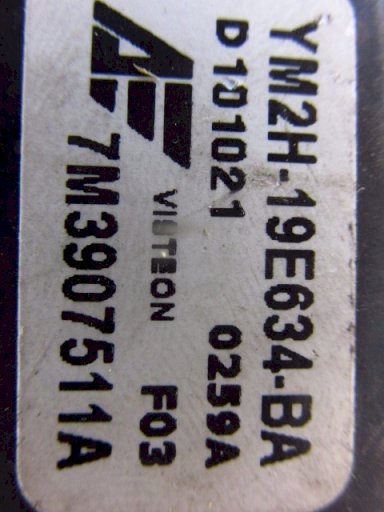 YM2H-19E634-BA
D101021 0259A
VISTEON F03
7M3907511A